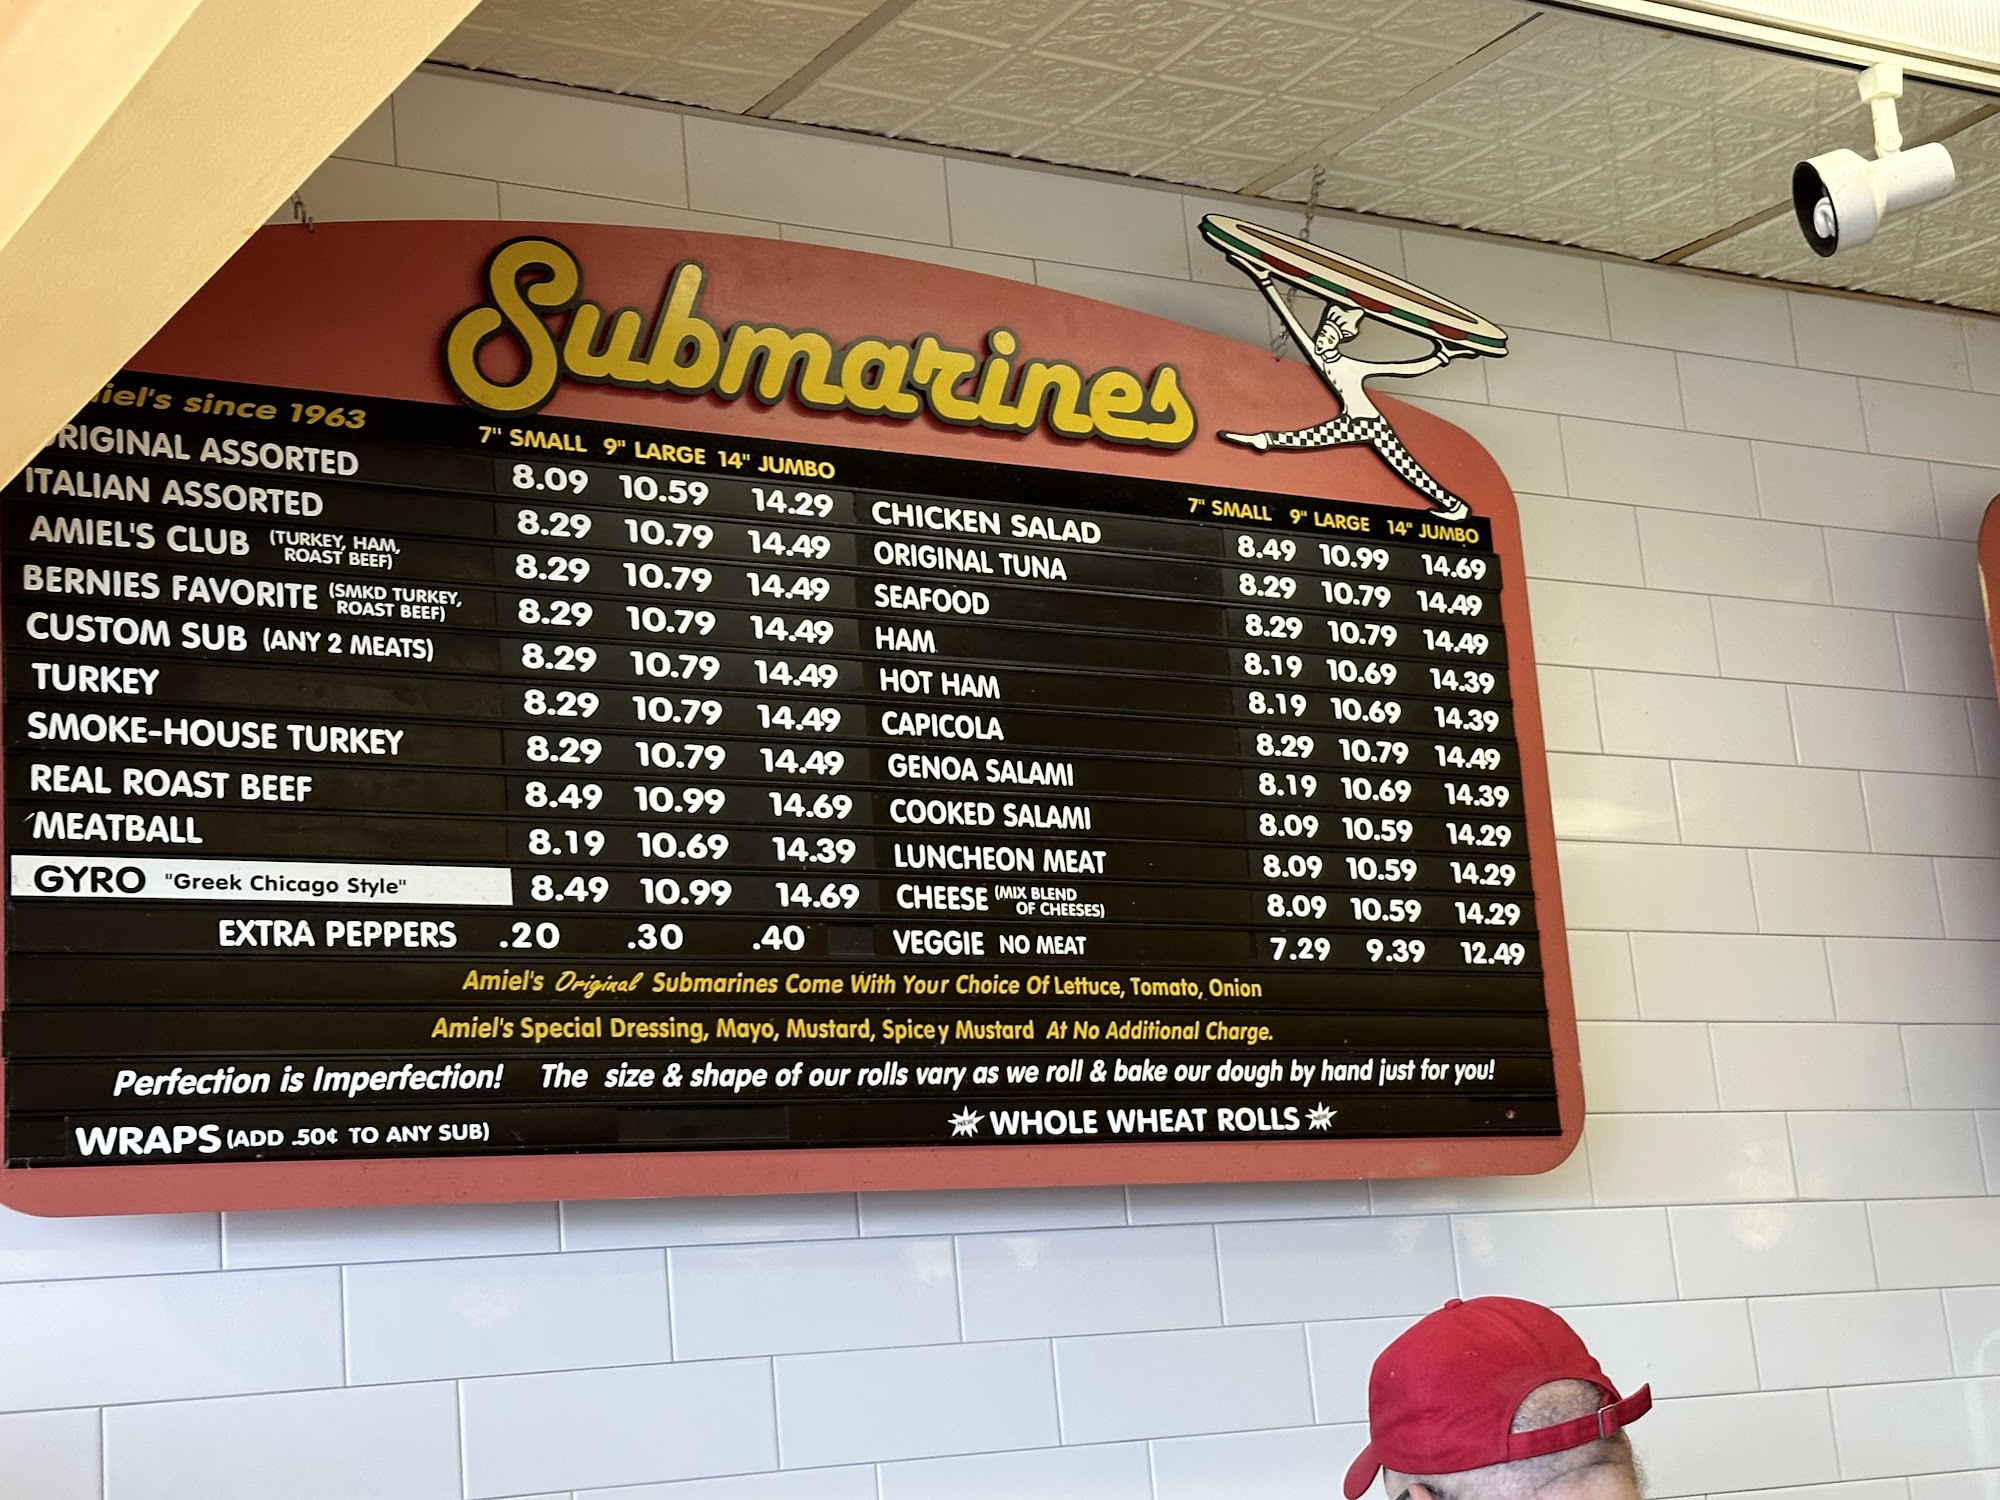 Submarines
iel's since 1963
7" SMALL 9" LARGE 14" JUMBO
RIGINAL ASSORTED 8.09 10.59 14.29
ITALIAN ASSORTED 8.29 10.79 14.49
AMIEL'S CLUB (TURKEY, HAM, ROAST BEEF) 8.29 10.79 14.49
BERNIES FAVORITE (SMKD TURKEY, ROAST BEEF) 8.29 10.79 14.49
CUSTOM SUB (ANY 2 MEATS) 8.29 10.79 14.49
TURKEY 8.29 10.79 14.49
SMOKE-HOUSE TURKEY 8.29 10.79 14.49
REAL ROAST BEEF 8.49 10.99 14.69
MEATBALL 8.19 10.69 14.39
GYRO "Greek Chicago Style" 8.49 10.99 14.69
EXTRA PEPPERS .20 .30 .40
7" SMALL 9" LARGE 14" JUMBO
CHICKEN SALAD 8.49 10.99 14.69
ORIGINAL TUNA 8.29 10.79 14.49
SEAFOOD 8.29 10.79 14.49
HAM 8.19 10.69 14.39
HOT HAM 8.19 10.69 14.39
CAPICOLA 8.29 10.79 14.49
GENOA SALAMI 8.19 10.69 14.39
COOKED SALAMI 8.09 10.59 14.29
LUNCHEON MEAT 8.09 10.59 14.29
CHEESE (MIX BLEND OF CHEESES) 8.09 10.59 14.29
VEGGIE NO MEAT 7.29 9.39 12.49
Amiel's Original Submarines Come With Your Choice Of Lettuce, Tomato, Onion
Amiel's Special Dressing, Mayo, Mustard, Spicey Mustard At No Additional Charge.
Perfection is Imperfection! The size & shape of our rolls vary as we roll & bake our dough by hand just for you!
WRAPS (ADD .50¢ TO ANY SUB) NEW WHOLE WHEAT ROLLS NEW